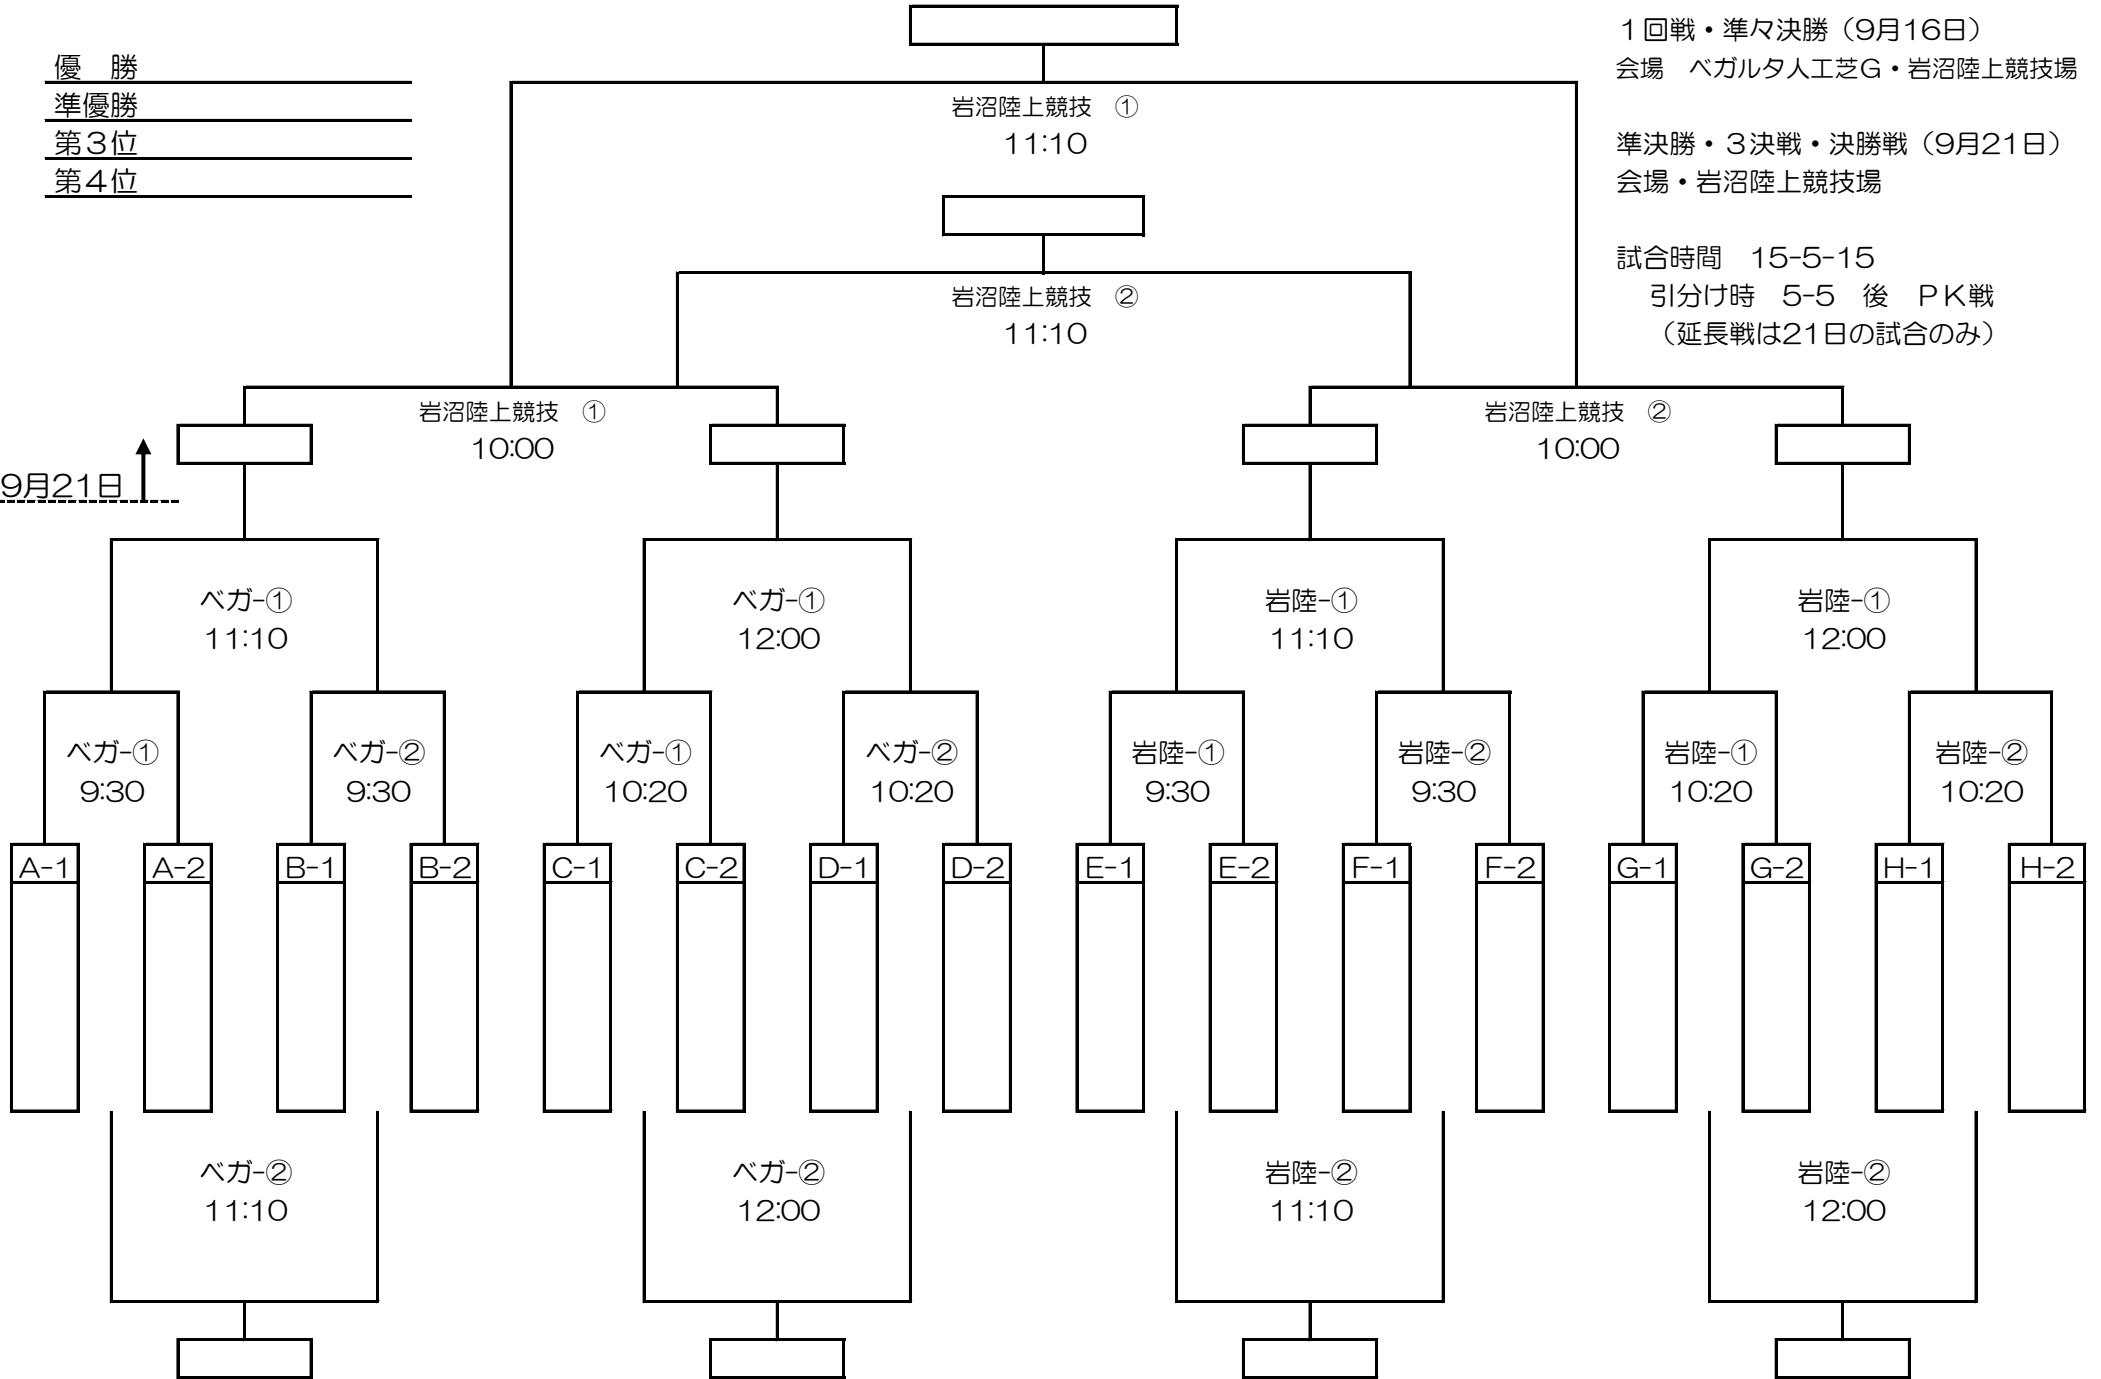 優　勝
準優勝
第３位
第４位
１回戦・準々決勝（9月16日）
会場　ベガルタ人工芝G・岩沼陸上競技場
準決勝・３決戦・決勝戦（9月21日）
会場・岩沼陸上競技場
試合時間　15-5-15
引分け時　5-5　後　ＰＫ戦
（延長戦は21日の試合のみ）
岩沼陸上競技　①
11:10
岩沼陸上競技　②
11:10
岩沼陸上競技　①
10:00
岩沼陸上競技　②
10:00
9月21日
ベガ-①
11:10
ベガ-①
12:00
岩陸-①
11:10
岩陸-①
12:00
ベガ-①
9:30
ベガ-②
9:30
ベガ-①
10:20
ベガ-②
10:20
岩陸-①
9:30
岩陸-②
9:30
岩陸-①
10:20
岩陸-②
10:20
A-1
A-2
B-1
B-2
C-1
C-2
D-1
D-2
E-1
E-2
F-1
F-2
G-1
G-2
H-1
H-2
ベガ-②
11:10
ベガ-②
12:00
岩陸-②
11:10
岩陸-②
12:00